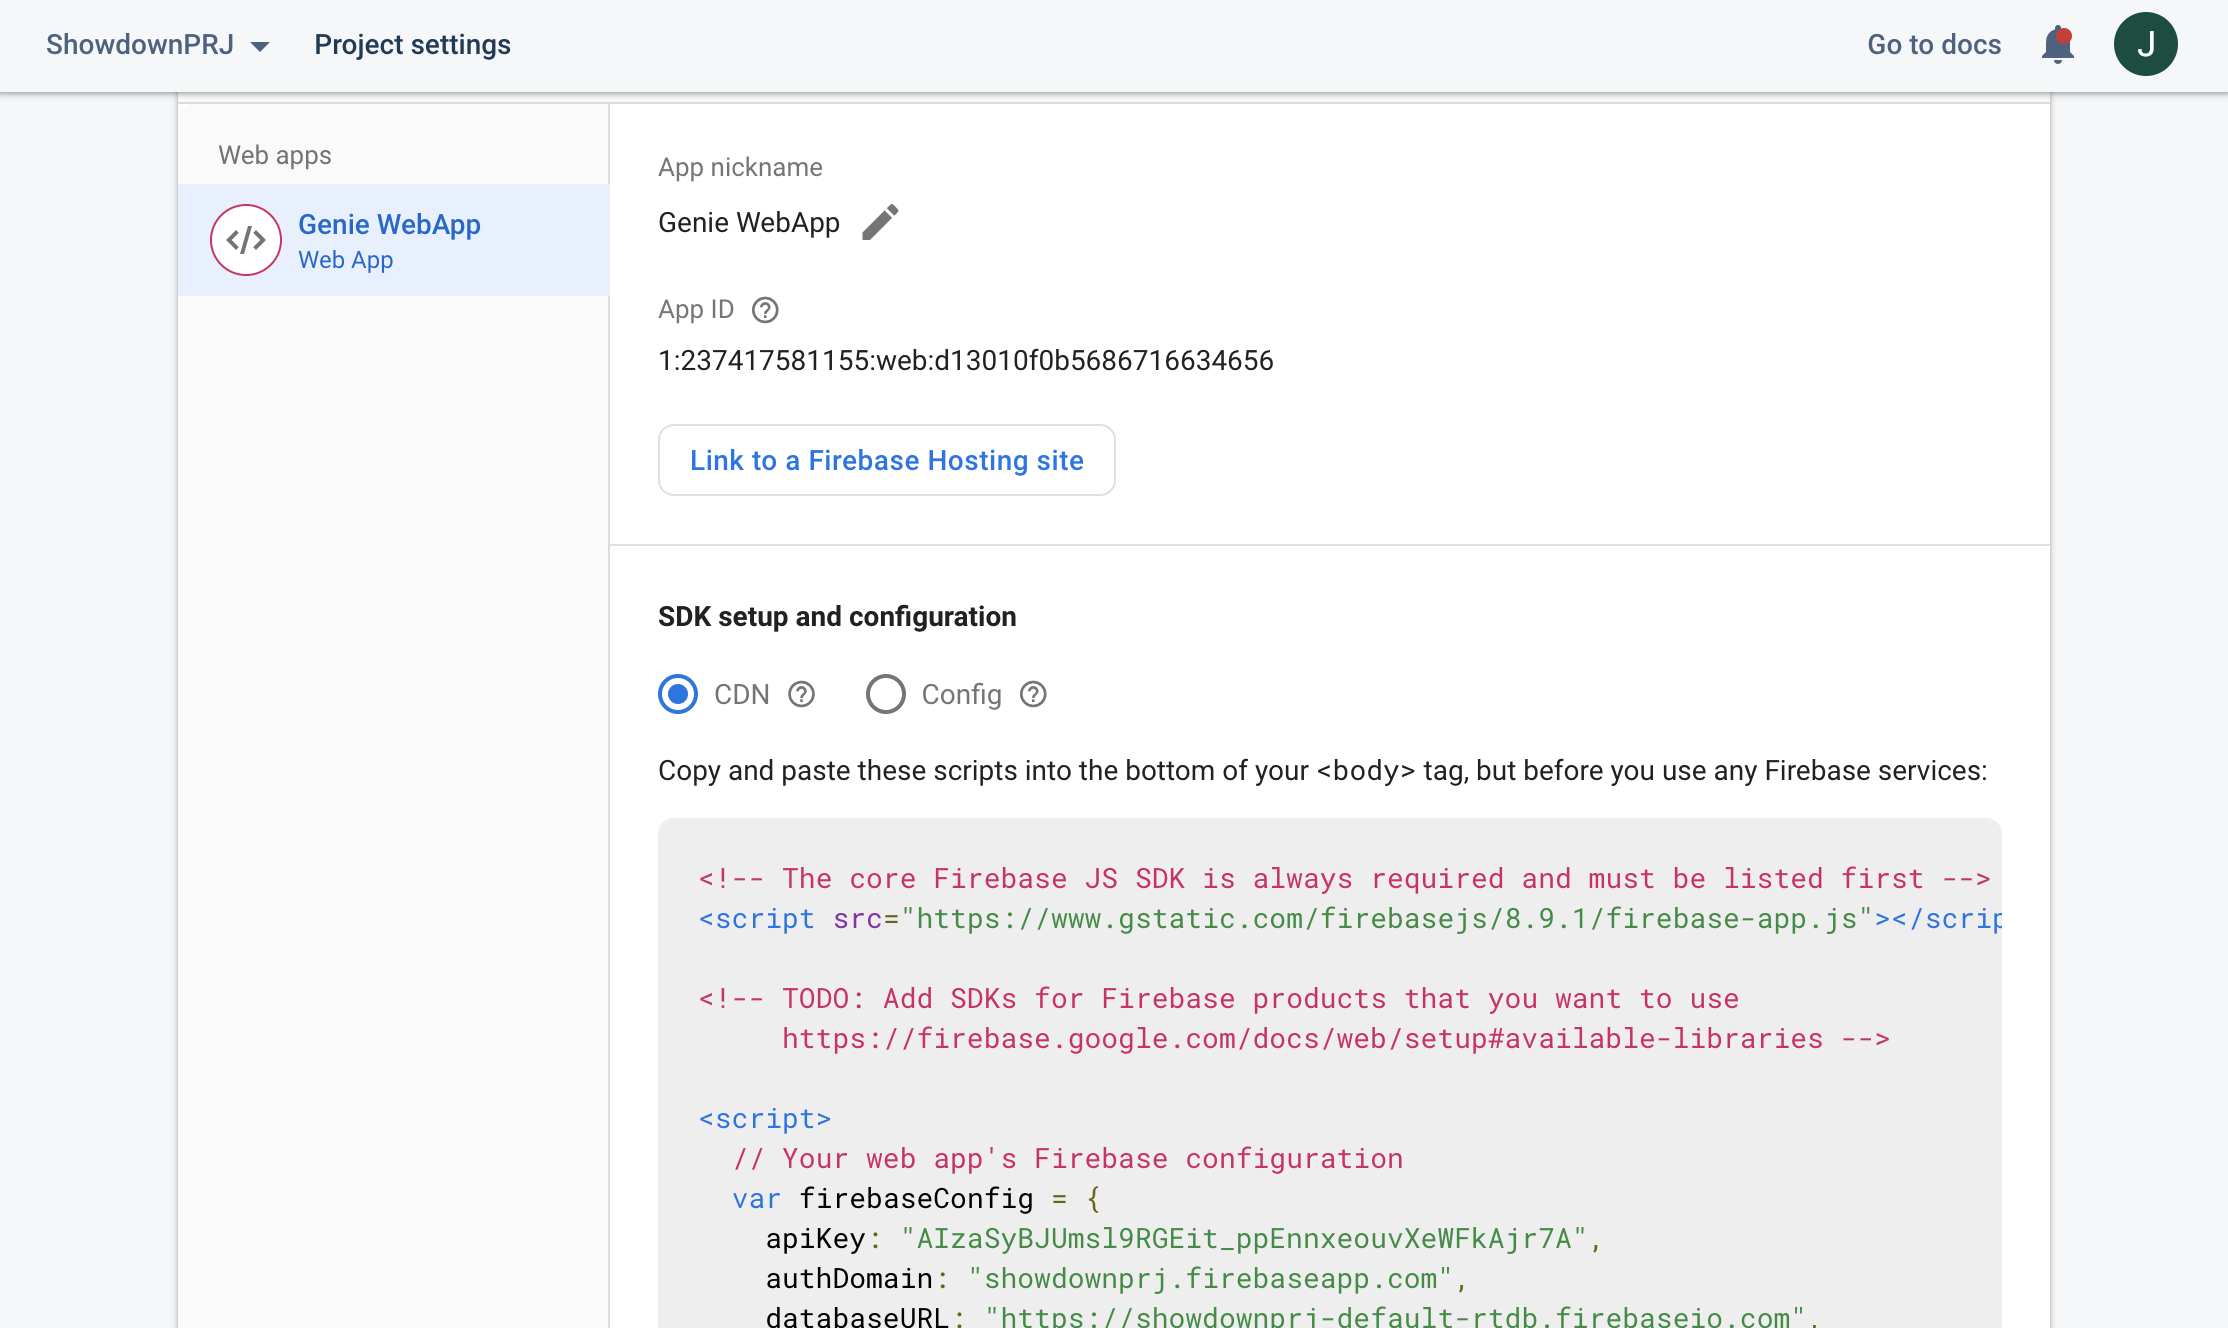 ShowdownPRJ Project settings Go to docs J
Web apps
Genie WebApp
Web App
App nickname
Genie WebApp
App ID
1:237417581155:web:d13010f0b5686716634656
Link to a Firebase Hosting site
SDK setup and configuration
CDN Config
Copy and paste these scripts into the bottom of your <body> tag, but before you use any Firebase services:
<!-- The core Firebase JS SDK is always required and must be listed first -->
<script src="https://www.gstatic.com/firebasejs/8.9.1/firebase-app.js"></scrip
<!-- TODO: Add SDKs for Firebase products that you want to use
https://firebase.google.com/docs/web/setup#available-libraries -->
<script>
// Your web app's Firebase configuration
var firebaseConfig = {
apiKey: "AIzaSyBJUmsl9RGEit_ppEnnxeouvXeWFkAjr7A",
authDomain: "showdownprj.firebaseapp.com",
databaseURL: "https://showdownprj-default-rtdb.firebaseio.com",